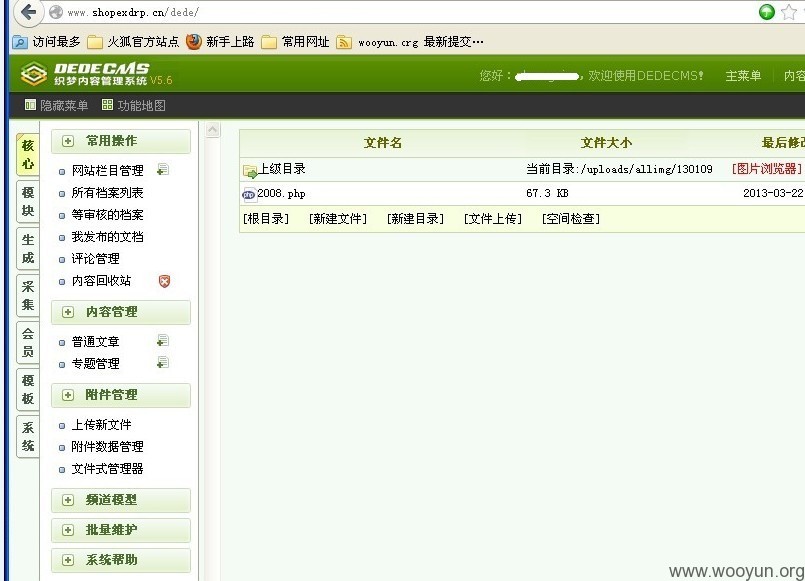 www.shopexdrp.cn/dede/
访问最多 火狐官方站点 新手上路 常用网址 wooyun.org 最新提交…
DEDECMS
织梦内容管理系统 V5.6
您好：，欢迎使用DEDECMS！ 主菜单 内容
隐藏菜单 功能地图
核心
模块
生成
采集
会员
模板
系统
常用操作
网站栏目管理
所有档案列表
等审核的档案
我发布的文档
评论管理
内容回收站
内容管理
普通文章
专题管理
附件管理
上传新文件
附件数据管理
文件式管理器
频道模型
批量维护
系统帮助
文件名 文件大小 最后修改
上级目录 当前目录:/uploads/allimg/130109 [图片浏览器]
php 2008.php 67.3 KB 2013-03-22
[根目录] [新建文件] [新建目录] [文件上传] [空间检查]
www.wooyun.org